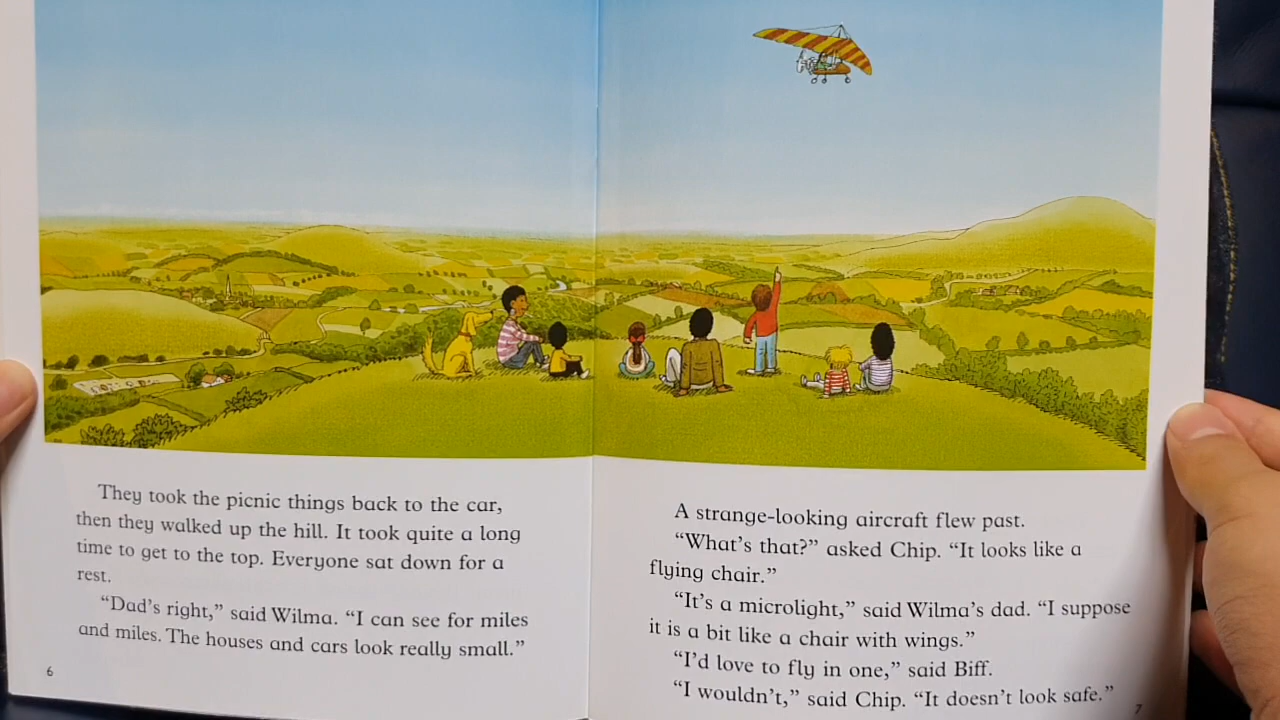 They took the picnic things back to the car,
then they walked up the hill. It took quite a long
time to get to the top. Everyone sat down for a
rest.
“Dad’s right,” said Wilma. “I can see for miles
and miles. The houses and cars look really small.”
6
A strange-looking aircraft flew past.
“What’s that?” asked Chip. “It looks like a
flying chair.”
“It’s a microlight,” said Wilma’s dad. “I suppose
it is a bit like a chair with wings.”
“I’d love to fly in one,” said Biff.
“I wouldn’t,” said Chip. “It doesn’t look safe.”
7